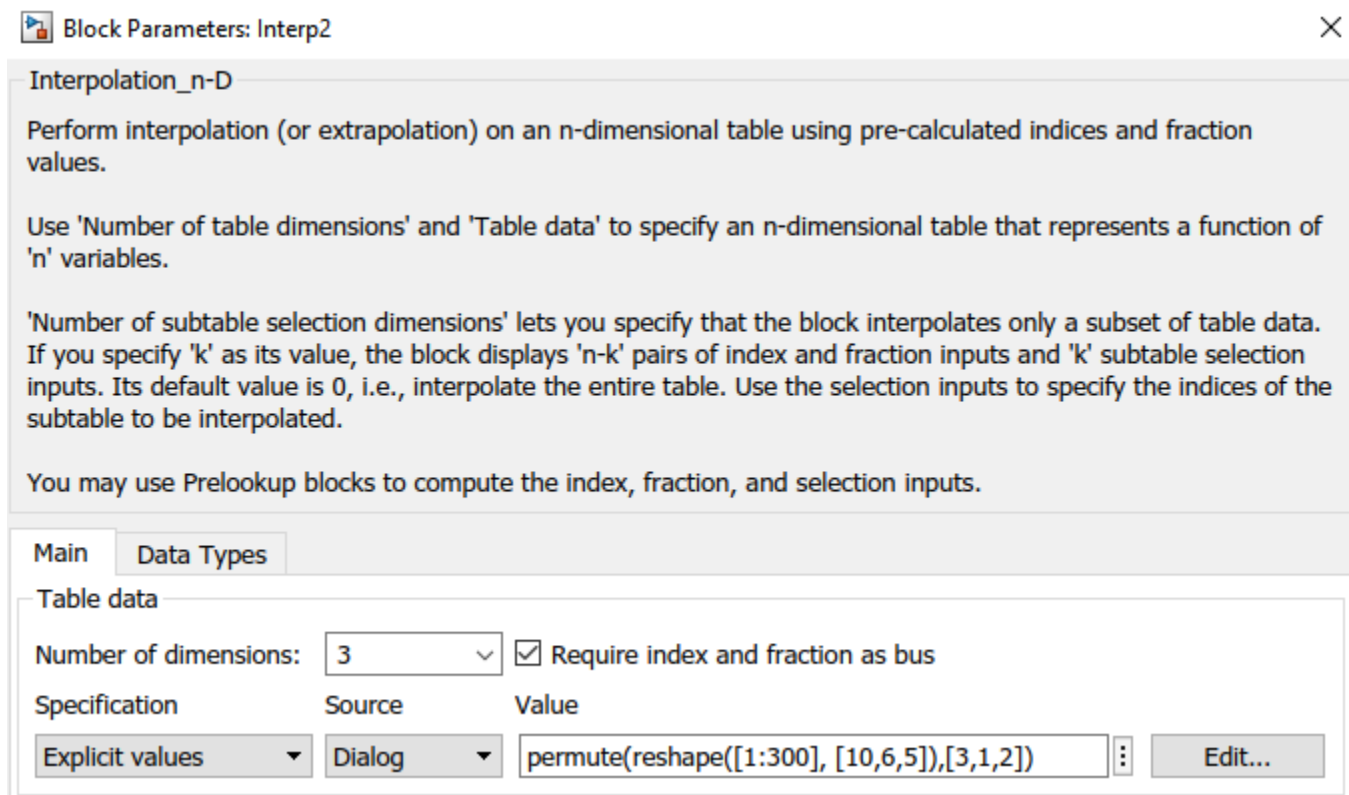 Block Parameters: Interp2
Interpolation_n-D
Perform interpolation (or extrapolation) on an n-dimensional table using pre-calculated indices and fraction
values.
Use 'Number of table dimensions' and 'Table data' to specify an n-dimensional table that represents a function of
'n' variables.
'Number of subtable selection dimensions' lets you specify that the block interpolates only a subset of table data.
If you specify 'k' as its value, the block displays 'n-k' pairs of index and fraction inputs and 'k' subtable selection
inputs. Its default value is 0, i.e., interpolate the entire table. Use the selection inputs to specify the indices of the
subtable to be interpolated.
You may use Prelookup blocks to compute the index, fraction, and selection inputs.
Main Data Types
Table data
Number of dimensions: 3 Require index and fraction as bus
Specification Source Value
Explicit values Dialog permute(reshape([1:300], [10,6,5]),[3,1,2]) Edit...